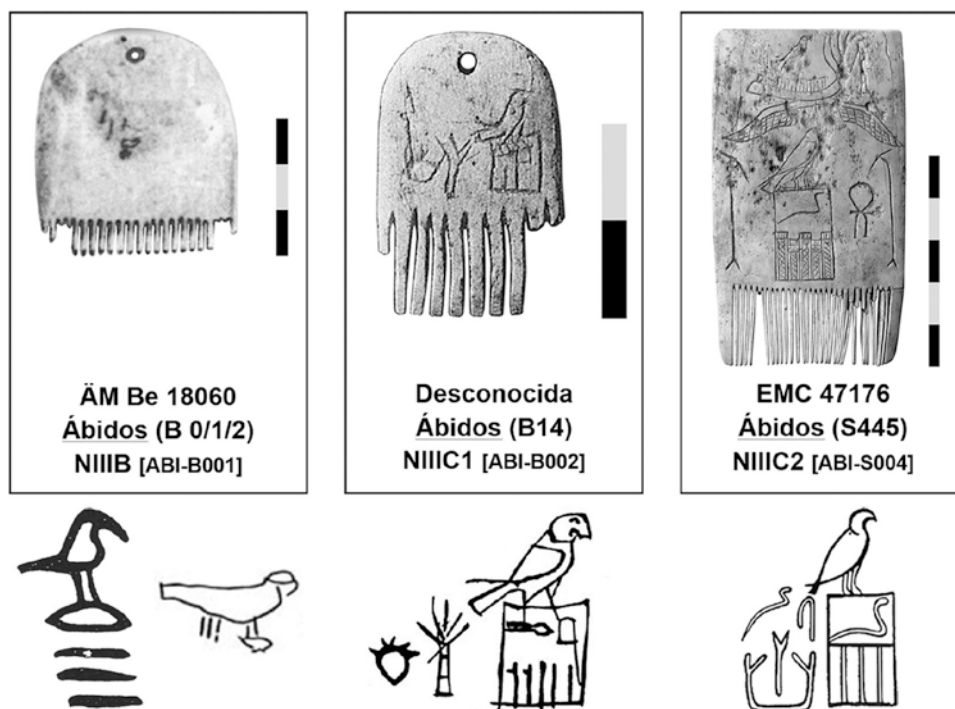 ÄM Be 18060
Ábidos (B 0/1/2)
NIIIB [ABI-B001]
Desconocida
Ábidos (B14)
NIIIC1 [ABI-B002]
EMC 47176
Ábidos (S445)
NIIIC2 [ABI-S004]